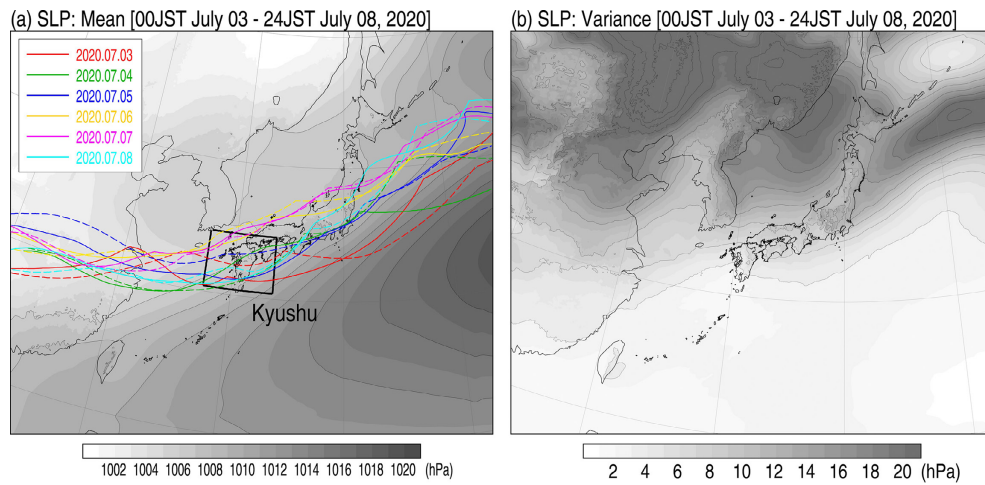 (a) SLP: Mean [00JST July 03 - 24JST July 08, 2020]
2020.07.03
2020.07.04
2020.07.05
2020.07.06
2020.07.07
2020.07.08
Kyushu
1002 1004 1006 1008 1010 1012 1014 1016 1018 1020 (hPa)
(b) SLP: Variance [00JST July 03 - 24JST July 08, 2020]
2 4 6 8 10 12 14 16 18 20 (hPa)